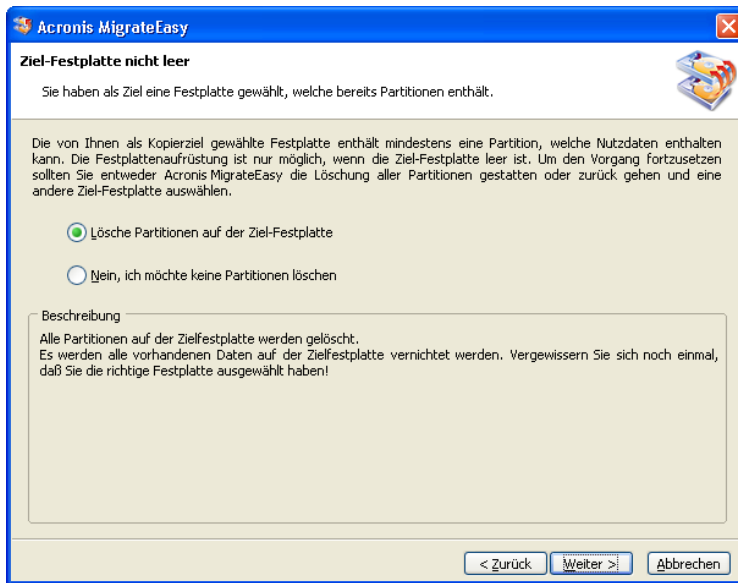 Acronis MigrateEasy
Ziel-Festplatte nicht leer
Sie haben als Ziel eine Festplatte gewählt, welche bereits Partitionen enthält.
Die von Ihnen als Kopierziel gewählte Festplatte enthält mindestens eine Partition, welche Nutzdaten enthalten
kann. Die Festplattenaufrüstung ist nur möglich, wenn die Ziel-Festplatte leer ist. Um den Vorgang fortzusetzen
sollten Sie entweder Acronis MigrateEasy die Löschung aller Partitionen gestatten oder zurück gehen und eine
andere Ziel-Festplatte auswählen.
Lösche Partitionen auf der Ziel-Festplatte
Nein, ich möchte keine Partitionen löschen
Beschreibung
Alle Partitionen auf der Zielfestplatte werden gelöscht.
Es werden alle vorhandenen Daten auf der Zielfestplatte vernichtet werden. Vergewissern Sie sich noch einmal,
daß Sie die richtige Festplatte ausgewählt haben!
< Zurück Weiter > Abbrechen